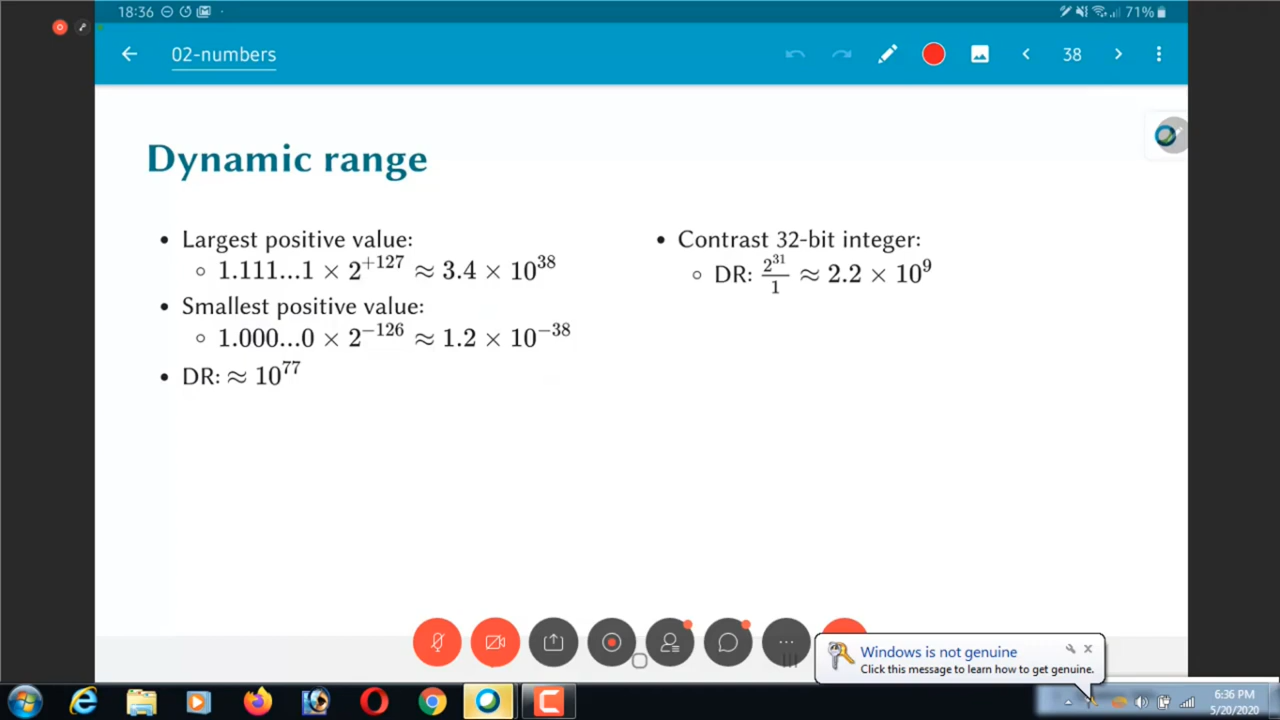 18:36
71%
02-numbers
38
Dynamic range
• Largest positive value:
○ 1.111...1 × 2^{+127} ≈ 3.4 × 10^{38}
• Smallest positive value:
○ 1.000...0 × 2^{−126} ≈ 1.2 × 10^{−38}
• DR: ≈ 10^{77}
• Contrast 32-bit integer:
○ DR: \frac{2^{31}}{1} ≈ 2.2 × 10^{9}
Windows is not genuine
Click this message to learn how to get genuine.
6:36 PM
5/20/2020